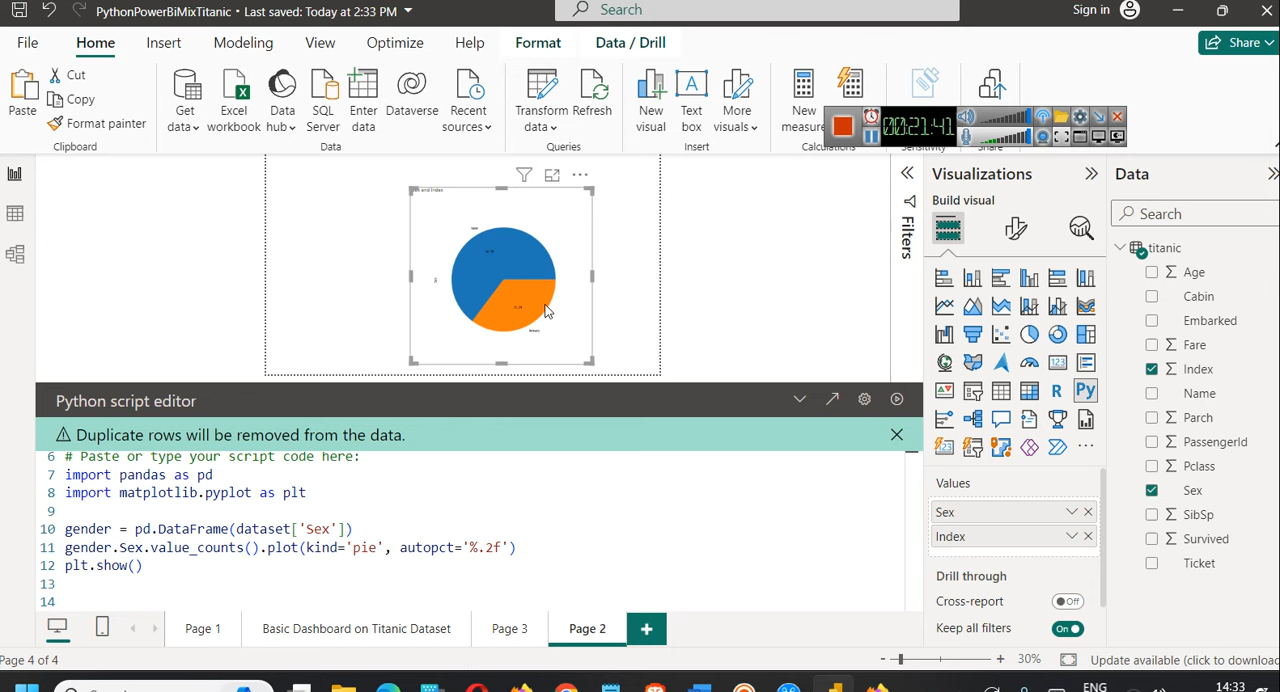 PythonPowerBiMixTitanic • Last saved: Today at 2:33 PM
Search
Sign in
File Home Insert Modeling View Optimize Help Format Data / Drill Share
Paste
Cut
Copy
Format painter
Clipboard
Get data
Excel workbook
Data hub
SQL Server
Enter data
Dataverse
Recent sources
Data
Transform data
Refresh
Queries
New visual
Text box
More visuals
Insert
New measure
Calculations
00:21:41
Filters
Visualizations
Build visual
Values
Sex
Index
Drill through
Cross-report Off
Keep all filters On
Data
Search
titanic
Age
Cabin
Embarked
Fare
Index
Name
Parch
PassengerId
Pclass
Sex
SibSp
Survived
Ticket
Python script editor
Duplicate rows will be removed from the data.
6 # Paste or type your script code here:
7 import pandas as pd
8 import matplotlib.pyplot as plt
9
10 gender = pd.DataFrame(dataset['Sex'])
11 gender.Sex.value_counts().plot(kind='pie', autopct='%.2f')
12 plt.show()
13
14
Page 1 Basic Dashboard on Titanic Dataset Page 3 Page 2 +
Page 4 of 4
- + 30%
Update available (click to download
ENG
14:33